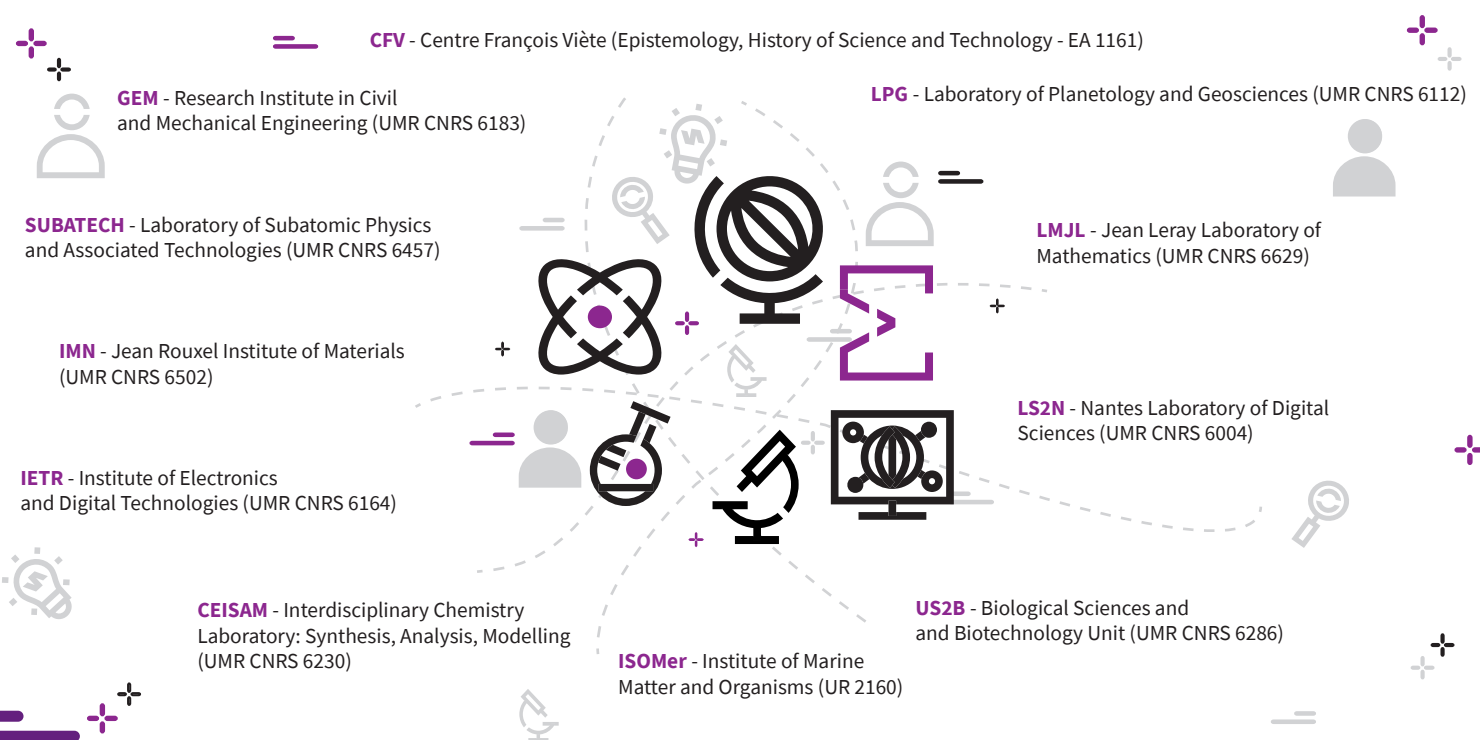 CFV - Centre François Viète (Epistemology, History of Science and Technology - EA 1161)
GEM - Research Institute in Civil
and Mechanical Engineering (UMR CNRS 6183)
LPG - Laboratory of Planetology and Geosciences (UMR CNRS 6112)
SUBATECH - Laboratory of Subatomic Physics
and Associated Technologies (UMR CNRS 6457)
LMJL - Jean Leray Laboratory of
Mathematics (UMR CNRS 6629)
IMN - Jean Rouxel Institute of Materials
(UMR CNRS 6502)
LS2N - Nantes Laboratory of Digital
Sciences (UMR CNRS 6004)
IETR - Institute of Electronics
and Digital Technologies (UMR CNRS 6164)
CEISAM - Interdisciplinary Chemistry
Laboratory: Synthesis, Analysis, Modelling
(UMR CNRS 6230)
US2B - Biological Sciences and
and Biotechnology Unit (UMR CNRS 6286)
ISOMer - Institute of Marine
Matter and Organisms (UR 2160)